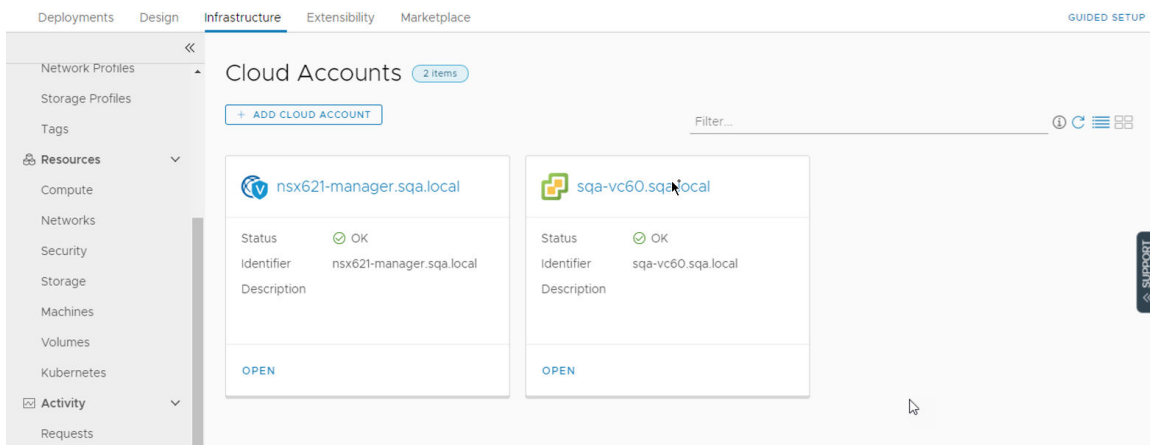 Deployments Design Infrastructure Extensibility Marketplace GUIDED SETUP
Network Profiles
Storage Profiles
Tags
Resources
Compute
Networks
Security
Storage
Machines
Volumes
Kubernetes
Activity
Requests
Cloud Accounts 2 items
+ ADD CLOUD ACCOUNT
Filter...
nsx621-manager.sqa.local
Status OK
Identifier nsx621-manager.sqa.local
Description
OPEN
sqa-vc60.sqa.local
Status OK
Identifier sqa-vc60.sqa.local
Description
OPEN
SUPPORT